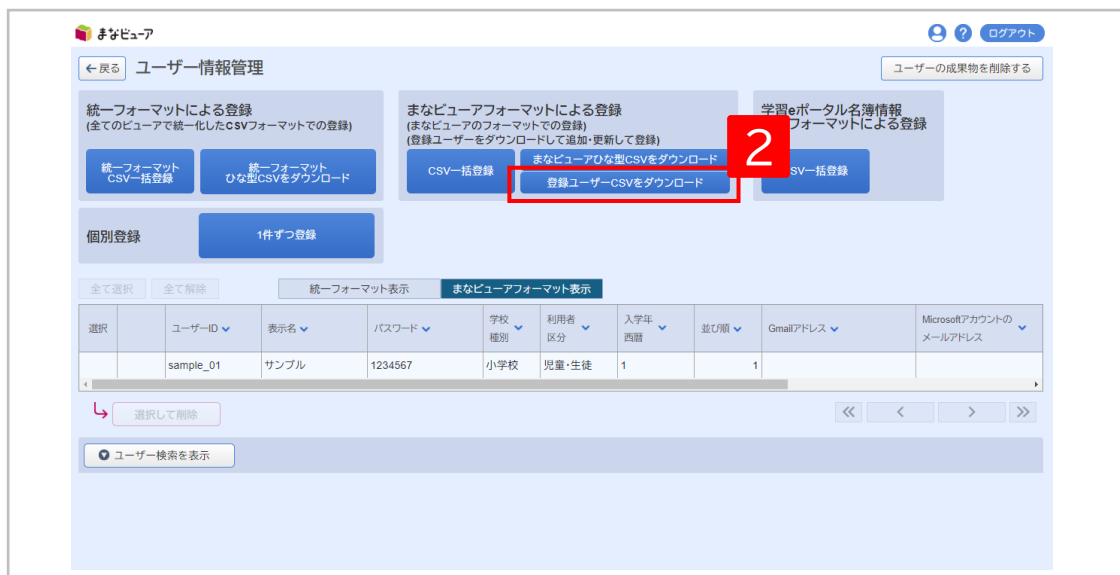 まなビューア
? ログアウト
←戻る ユーザー情報管理
ユーザーの成果物を削除する
統一フォーマットによる登録
(全てのビューアで統一化したCSVフォーマットでの登録)
統一フォーマット
CSV一括登録
統一フォーマット
ひな型CSVをダウンロード
まなビューアフォーマットによる登録
(まなビューアのフォーマットでの登録)
(登録ユーザーをダウンロードして追加・更新して登録)
CSV一括登録
まなビューアひな型CSVをダウンロード
登録ユーザーCSVをダウンロード
2
学習eポータル名簿情報
フォーマットによる登録
SV一括登録
個別登録
1件ずつ登録
全て選択 全て解除
統一フォーマット表示 まなビューアフォーマット表示
選択 ユーザーID 表示名 パスワード 学校種別 利用者区分 入学年西暦 並び順 Gmailアドレス Microsoftアカウントのメールアドレス
sample_01 サンプル 1234567 小学校 児童・生徒 1 1
選択して削除
ユーザー検索を表示